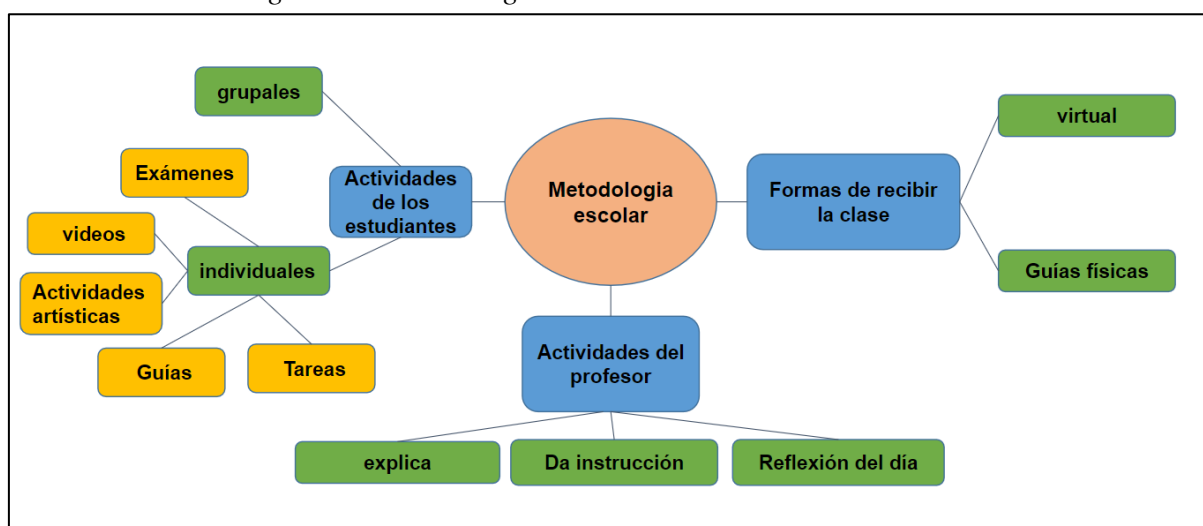 grupales
Exámenes
videos
Actividades
artísticas
individuales
Guías
Tareas
Actividades
de los
estudiantes
Metodologia
escolar
Formas de recibir
la clase
virtual
Guías físicas
Actividades del
profesor
explica
Da instrucción
Reflexión del día